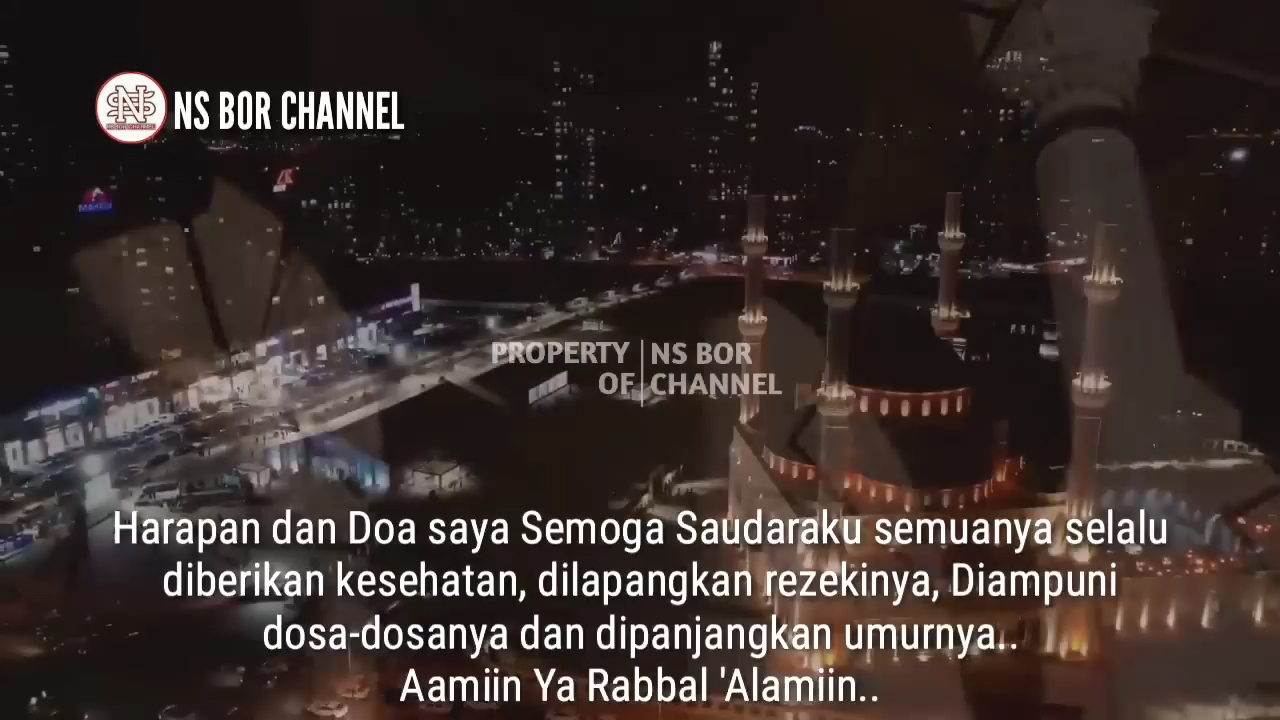 NS BOR CHANNEL
PROPERTY OF | NS BOR CHANNEL
Harapan dan Doa saya Semoga Saudaraku semuanya selalu
diberikan kesehatan, dilapangkan rezekinya, Diampuni
dosa-dosanya dan dipanjangkan umurnya..
Aamiin Ya Rabbal 'Alamiin..